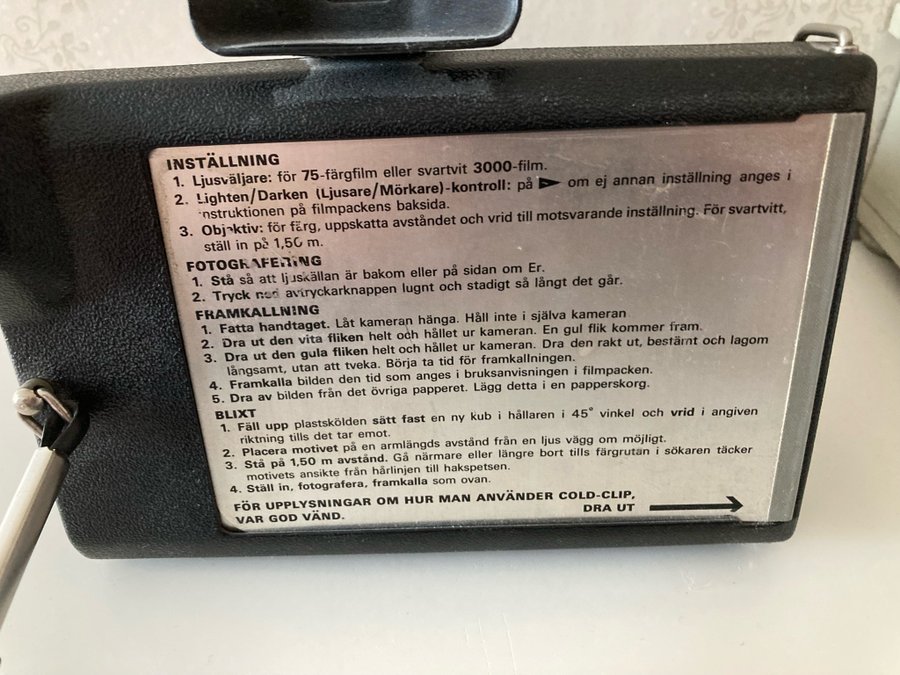 INSTÄLLNING
1. Ljusväljare: för 75-färgfilm eller svartvit 3000-film.
2. Lighten/Darken (Ljusare/Mörkare)-kontroll: på ▶ om ej annan inställning anges i
instruktionen på filmpackens baksida.
3. Objektiv: för färg, uppskatta avståndet och vrid till motsvarande inställning. För svartvitt,
ställ in på 1,50 m.
FOTOGRAFERING
1. Stå så att ljuskällan är bakom eller på sidan om Er.
2. Tryck ned avtryckarknappen lugnt och stadigt så långt det går.
FRAMKALLNING
1. Fatta handtaget. Låt kameran hänga. Håll inte i själva kameran
2. Dra ut den vita fliken helt och hållet ur kameran. En gul flik kommer fram.
3. Dra ut den gula fliken helt och hållet ur kameran. Dra den rakt ut, bestämt och lagom
långsamt, utan att tveka. Börja ta tid för framkallningen.
4. Framkalla bilden den tid som anges i bruksanvisningen i filmpacken.
5. Dra av bilden från det övriga papperet. Lägg detta i en papperskorg.
BLIXT
1. Fäll upp plastskölden sätt fast en ny kub i hållaren i 45° vinkel och vrid i angiven
riktning tills det tar emot.
2. Placera motivet på en armlängds avstånd från en ljus vägg om möjligt.
3. Stå på 1,50 m avstånd. Gå närmare eller längre bort tills färgrutan i sökaren täcker
motivets ansikte från hårlinjen till hakspetsen.
4. Ställ in, fotografera, framkalla som ovan.
FÖR UPPLYSNINGAR OM HUR MAN ANVÄNDER COLD-CLIP,
VAR GOD VÄND. DRA UT